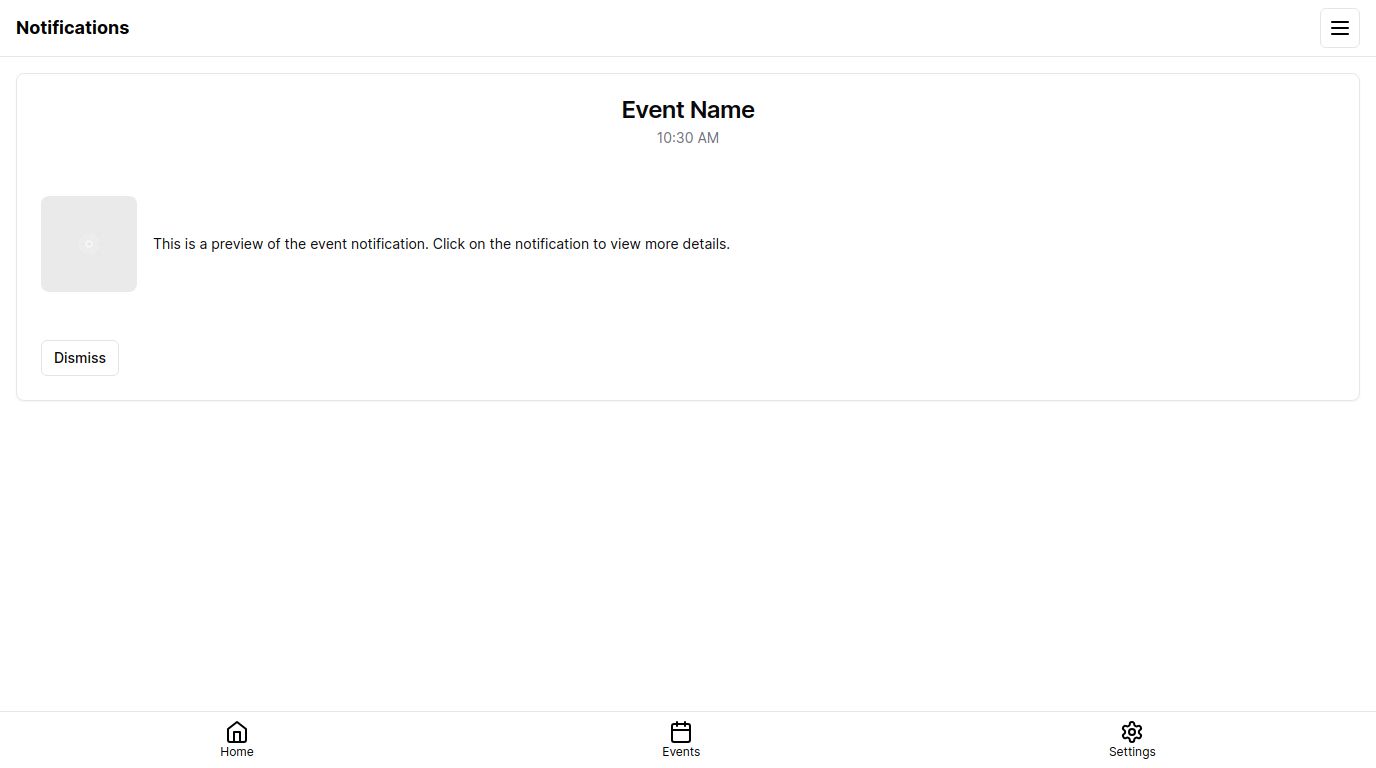 Notifications
Event Name
10:30 AM
This is a preview of the event notification. Click on the notification to view more details.
Dismiss
Home
Events
Settings